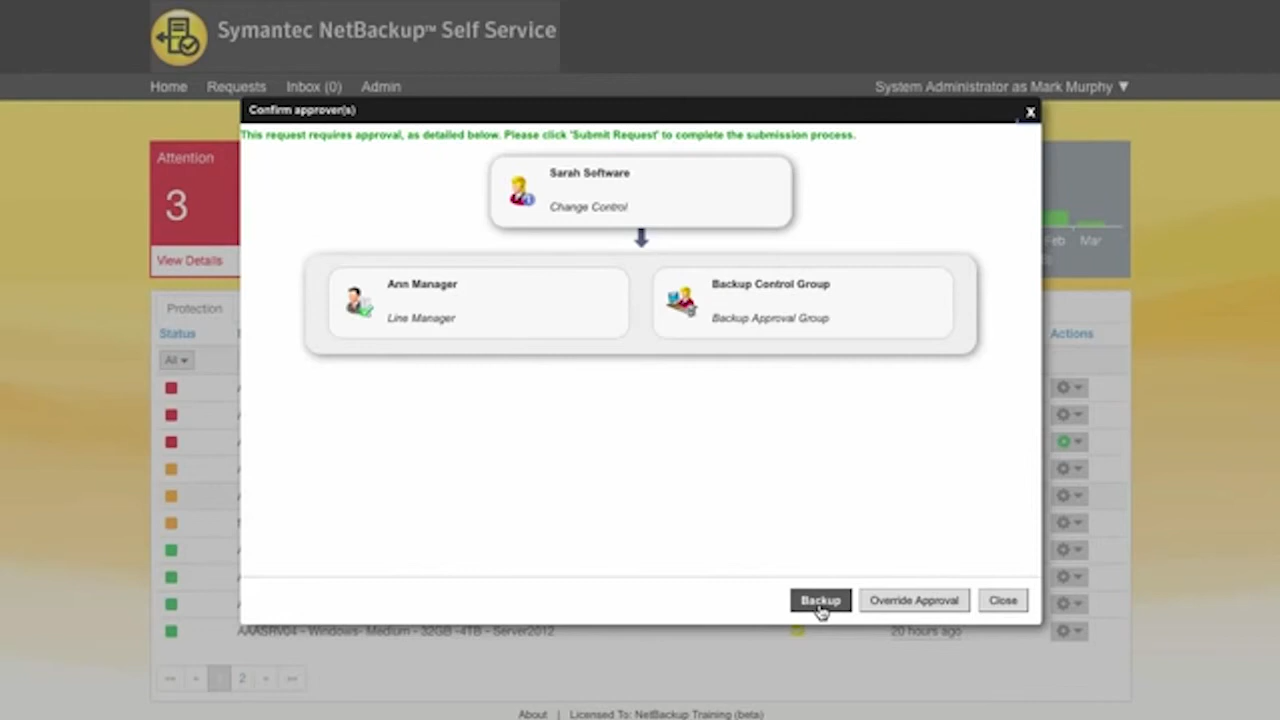 Symantec NetBackup™ Self Service
Home Requests Inbox (0) Admin System Administrator as Mark Murphy ▼
Confirm approver(s) X
This request requires approval, as detailed below. Please click 'Submit Request' to complete the submission process.
Attention
3
View Details
Sarah Software
Change Control
Feb Mar
Ann Manager
Line Manager
Backup Control Group
Backup Approval Group
Protection
Status Actions
All
Backup Override Approval Close
AAASRV04 - Windows- Medium - 32GB -4TB - Server2012 20 hours ago
2
About | Licensed To: NetBackup Training (beta)